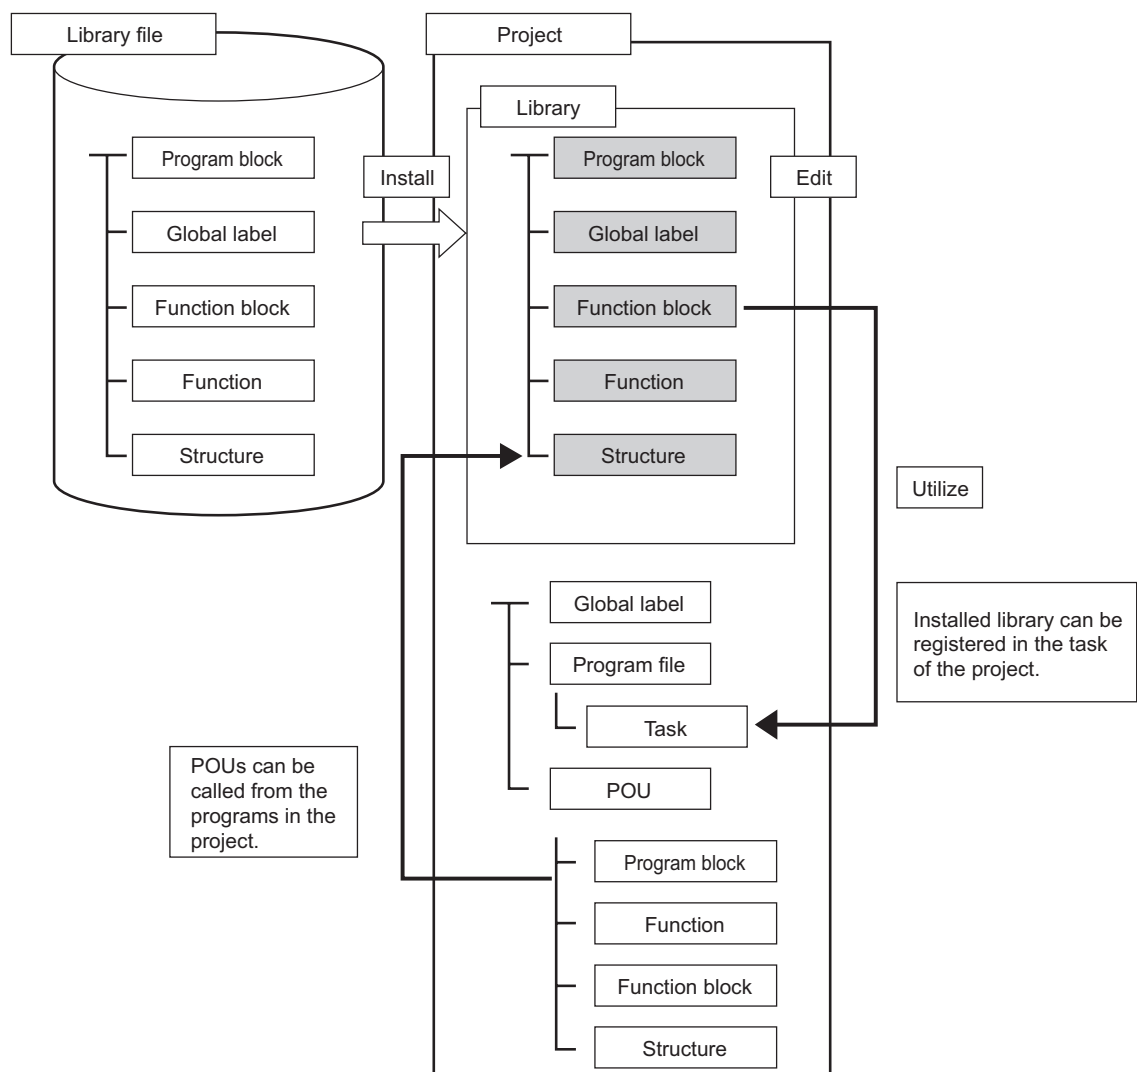 Library file
Project
Library
Program block
Global label
Function block
Function
Structure
Install
Program block
Global label
Function block
Function
Structure
Edit
Utilize
Installed library can be
registered in the task
of the project.
Global label
Program file
Task
POU
POUs can be
called from the
programs in the
project.
Program block
Function
Function block
Structure